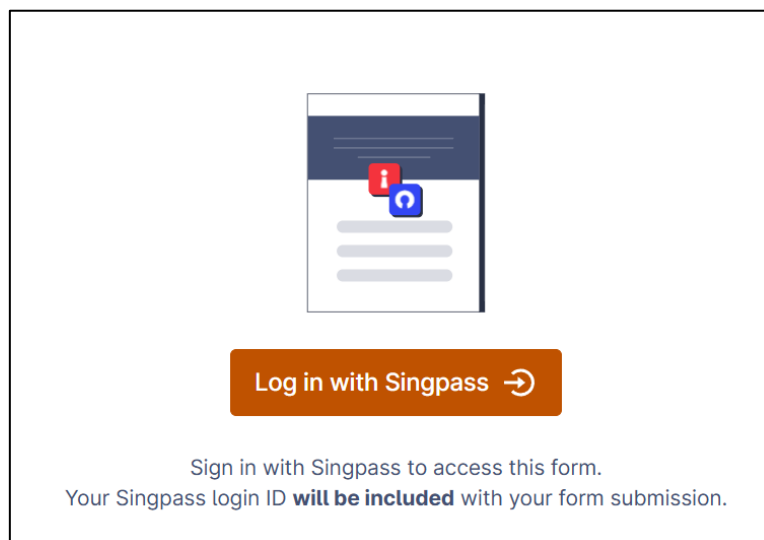 Log in with Singpass
Sign in with Singpass to access this form.
Your Singpass login ID will be included with your form submission.